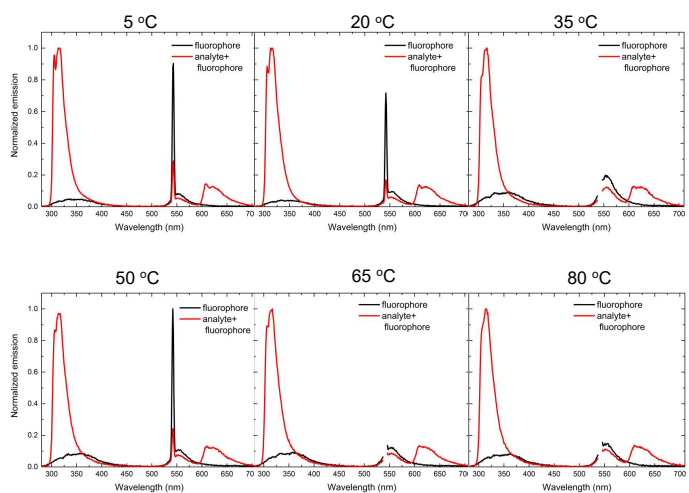 5 °C
20 °C
35 °C
Normalized emission
1.0
0.8
0.6
0.4
0.2
0.0
fluorophore
analyte+
fluorophore
fluorophore
analyte+
fluorophore
fluorophore
analyte+
fluorophore
300 350 400 450 500 550 600 650 700
300 350 400 450 500 550 600 650 700
300 350 400 450 500 550 600 650 700
Wavelength (nm)
Wavelength (nm)
Wavelength (nm)
50 °C
65 °C
80 °C
Normalized emission
1.0
0.8
0.6
0.4
0.2
0.0
fluorophore
analyte+
fluorophore
fluorophore
analyte+
fluorophore
fluorophore
analyte+
fluorophore
300 350 400 450 500 550 600 650 700
300 350 400 450 500 550 600 650 700
300 350 400 450 500 550 600 650 700
Wavelength (nm)
Wavelength (nm)
Wavelength (nm)